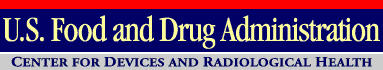 U.S. Food and Drug Administration
CENTER FOR DEVICES AND RADIOLOGICAL HEALTH